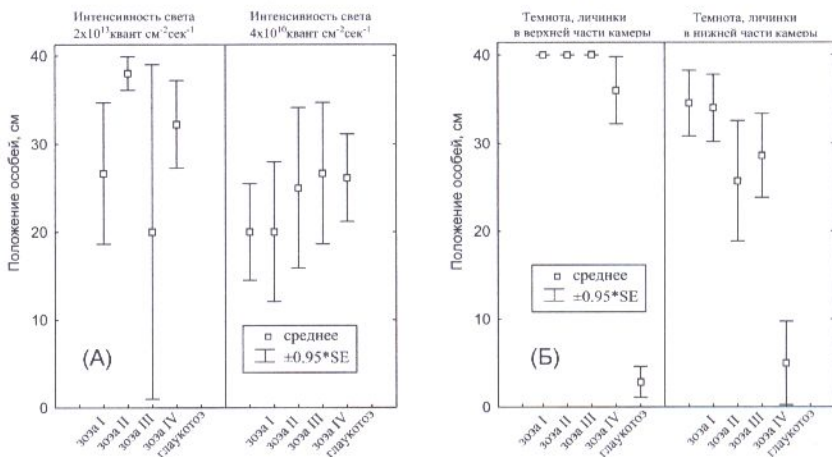 Интенсивность света
2x10¹³квант см⁻²сек⁻¹
Интенсивность света
4x10¹⁶квант см⁻²сек⁻¹
Положение особей, см
40
30
20
10
0
(А)
среднее
±0.95*SE
зоэа I
зоэа II
зоэа III
зоэа IV
глаукотоэ
зоэа I
зоэа II
зоэа III
зоэа IV
глаукотоэ
Темнота, личинки
в верхней части камеры
Темнота, личинки
в нижней части камеры
Положение особей, см
40
30
20
10
0
(Б)
среднее
±0.95*SE
зоэа I
зоэа II
зоэа III
зоэа IV
глаукотоэ
зоэа I
зоэа II
зоэа III
зоэа IV
глаукотоэ